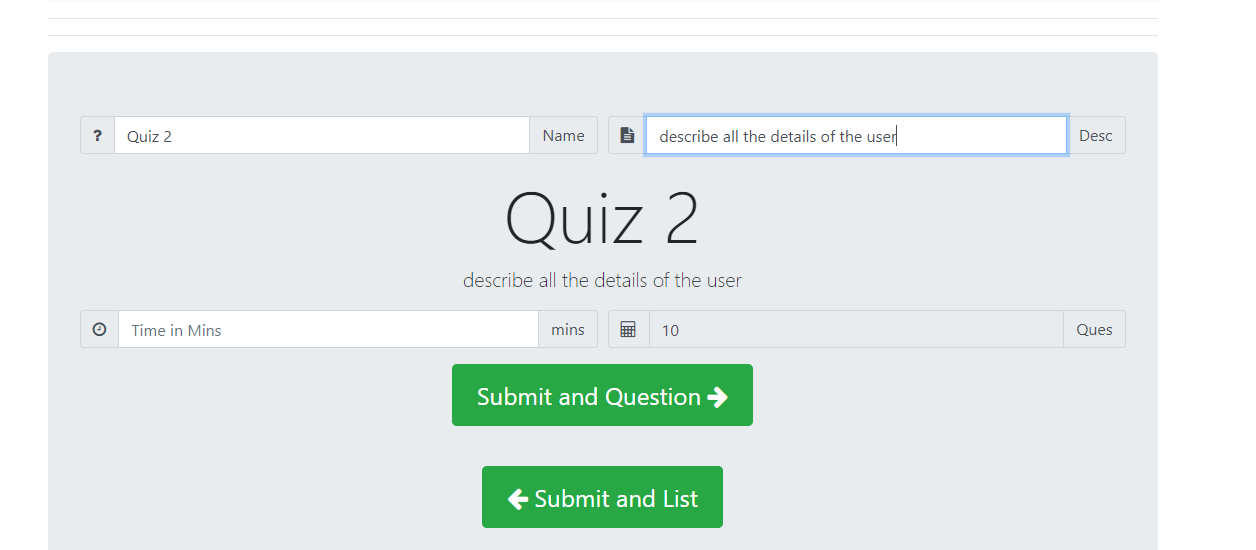 ? Quiz 2 Name describe all the details of the user Desc
Quiz 2
describe all the details of the user
Time in Mins mins 10 Ques
Submit and Question
Submit and List